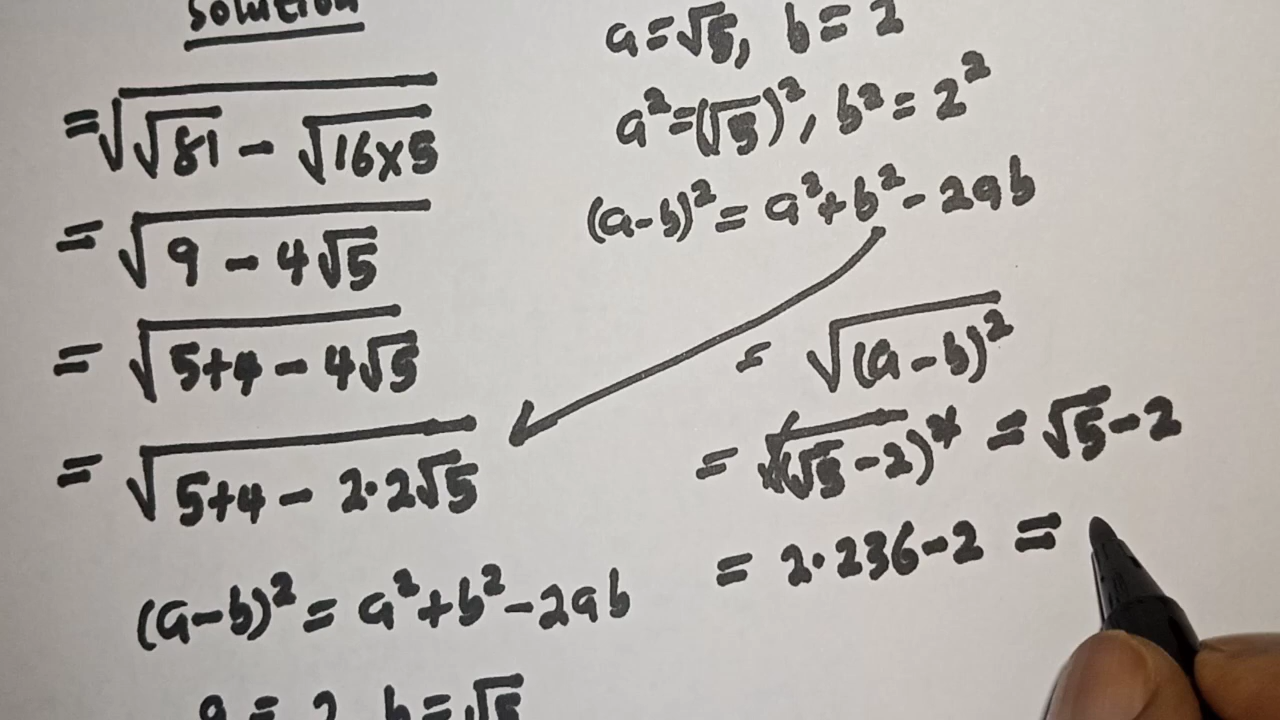 Solution
= √(√81 - √(16×5))
= √(9 - 4√5)
= √(5+4 - 4√5)
= √(5+4 - 2·2√5)
(a-b)² = a²+b²-2ab
a = 2, b = √5
a = √5, b = 2
a² = (√5)², b² = 2²
(a-b)² = a²+b²-2ab
= √((a-b)²)
= √((√5-2)²) = √5-2
= 2.236-2 =